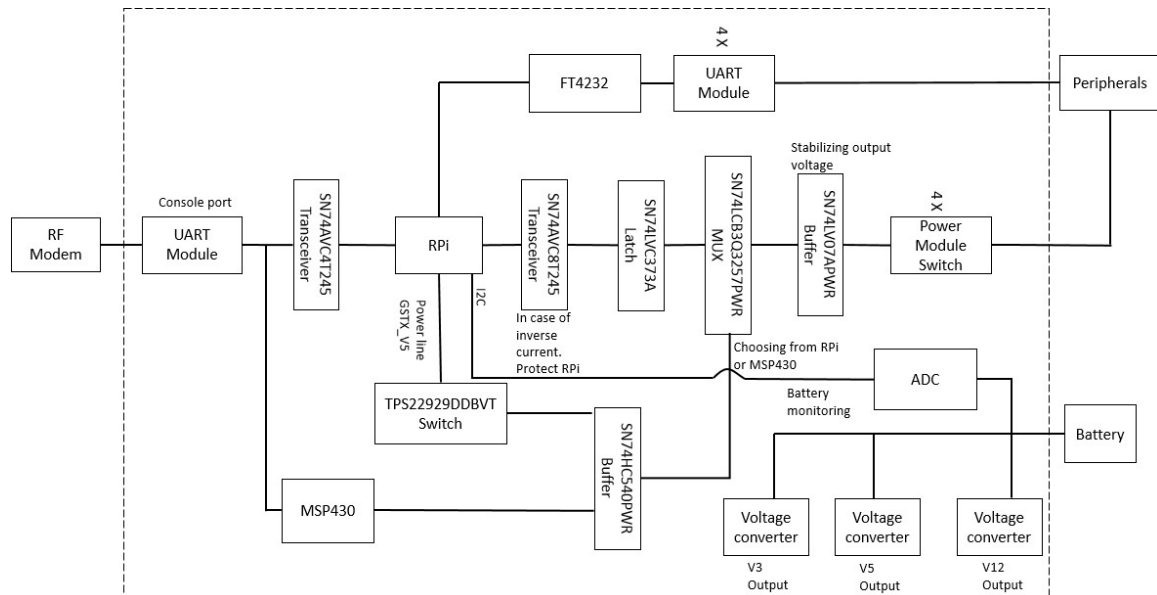 4 X
FT4232
UART
Module
Peripherals
Stabilizing output
voltage
Console port
4 X
RF
Modem
UART
Module
SN74AVC4T245
Transceiver
RPi
SN74AVC8T245
Transceiver
SN74LVC373A
Latch
SN74LCB3Q3257PWR
MUX
SN74LV07APWR
Buffer
Power
Module
Switch
I2C
Power line
GSTX_V5
In case of
inverse
current.
Protect RPi
Choosing from RPi
or MSP430
ADC
Battery
monitoring
TPS22929DDBVT
Switch
SN74HC540PWR
Buffer
Battery
MSP430
Voltage
converter
Voltage
converter
Voltage
converter
V3
Output
V5
Output
V12
Output